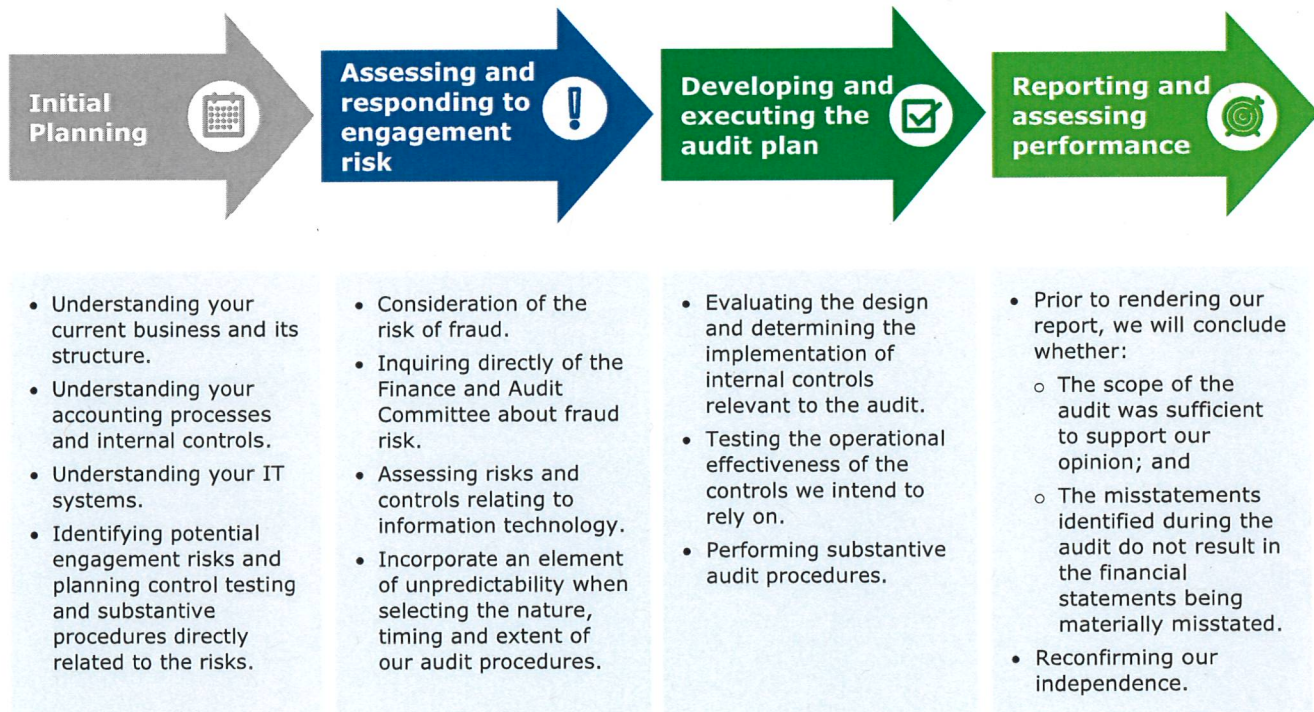 Initial
Planning
Assessing and
responding to
engagement
risk
Developing and
executing the
audit plan
Reporting and
assessing
performance
• Understanding your
current business and its
structure.
• Understanding your
accounting processes
and internal controls.
• Understanding your IT
systems.
• Identifying potential
engagement risks and
planning control testing
and substantive
procedures directly
related to the risks.
• Consideration of the
risk of fraud.
• Inquiring directly of the
Finance and Audit
Committee about fraud
risk.
• Assessing risks and
controls relating to
information technology.
• Incorporate an element
of unpredictability when
selecting the nature,
timing and extent of
our audit procedures.
• Evaluating the design
and determining the
implementation of
internal controls
relevant to the audit.
• Testing the operational
effectiveness of the
controls we intend to
rely on.
• Performing substantive
audit procedures.
• Prior to rendering our
report, we will conclude
whether:
o The scope of the
audit was sufficient
to support our
opinion; and
o The misstatements
identified during the
audit do not result in
the financial
statements being
materially misstated.
• Reconfirming our
independence.